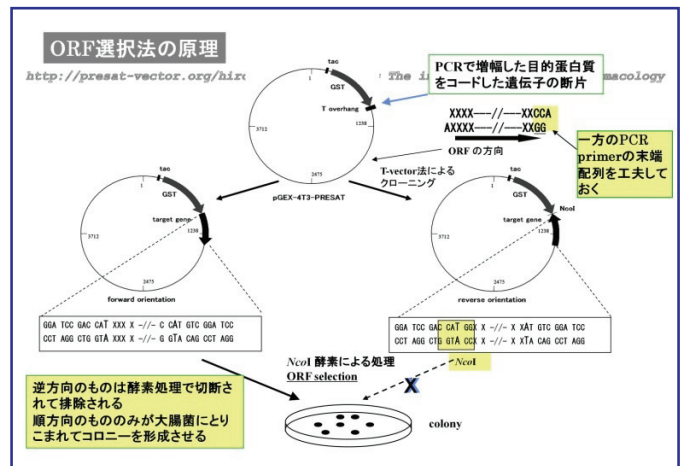 ORF選択法の原理
http://presat-vector.org/hiro
The in
macology
PCRで増幅した目的蛋白質
をコードした遺伝子の断片
tac
1
GST
T overhang
1238
3712
2475
pGEX-4T3-PRESAT
XXXX---//---XXCCA
AXXXX---//---XXGG
ORF の方向
一方のPCR
primerの末端
配列を工夫して
おく
T-vector法による
クローニング
tac
1
GST
target gene
1238
3712
2475
forward orientation
tac
1
GST
NcoI
target gene
1238
3712
2475
reverse orientation
GGA TCC GAC CAT XXX X -//- C CAT GTC GGA TCC
CCT AGG CTG GTA XXX X -//- G GTA CAG CCT AGG
GGA TCC GAC CAT GGX X -//- X XAT GTC GGA TCC
CCT AGG CTG GTA CCX X -//- X XTA CAG CCT AGG
NcoI 酵素による処理
ORF selection
NcoI
X
逆方向のものは酵素処理で切断さ
れて排除される
順方向のもののみが大腸菌にとり
こまれてコロニーを形成させる
colony